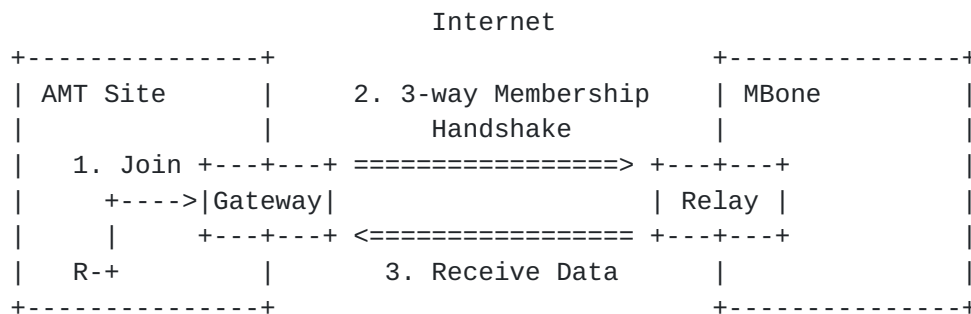 Internet
+---------------+                            +---------------+
| AMT Site      |     2. 3-way Membership    | MBone         |
|               |          Handshake         |               |
|   1. Join +---+---+ =================> +---+---+           |
|     +---->|Gateway|                    | Relay |           |
|     |     +---+---+ <================= +---+---+           |
|   R-+         |       3. Receive Data      |               |
+---------------+                            +---------------+